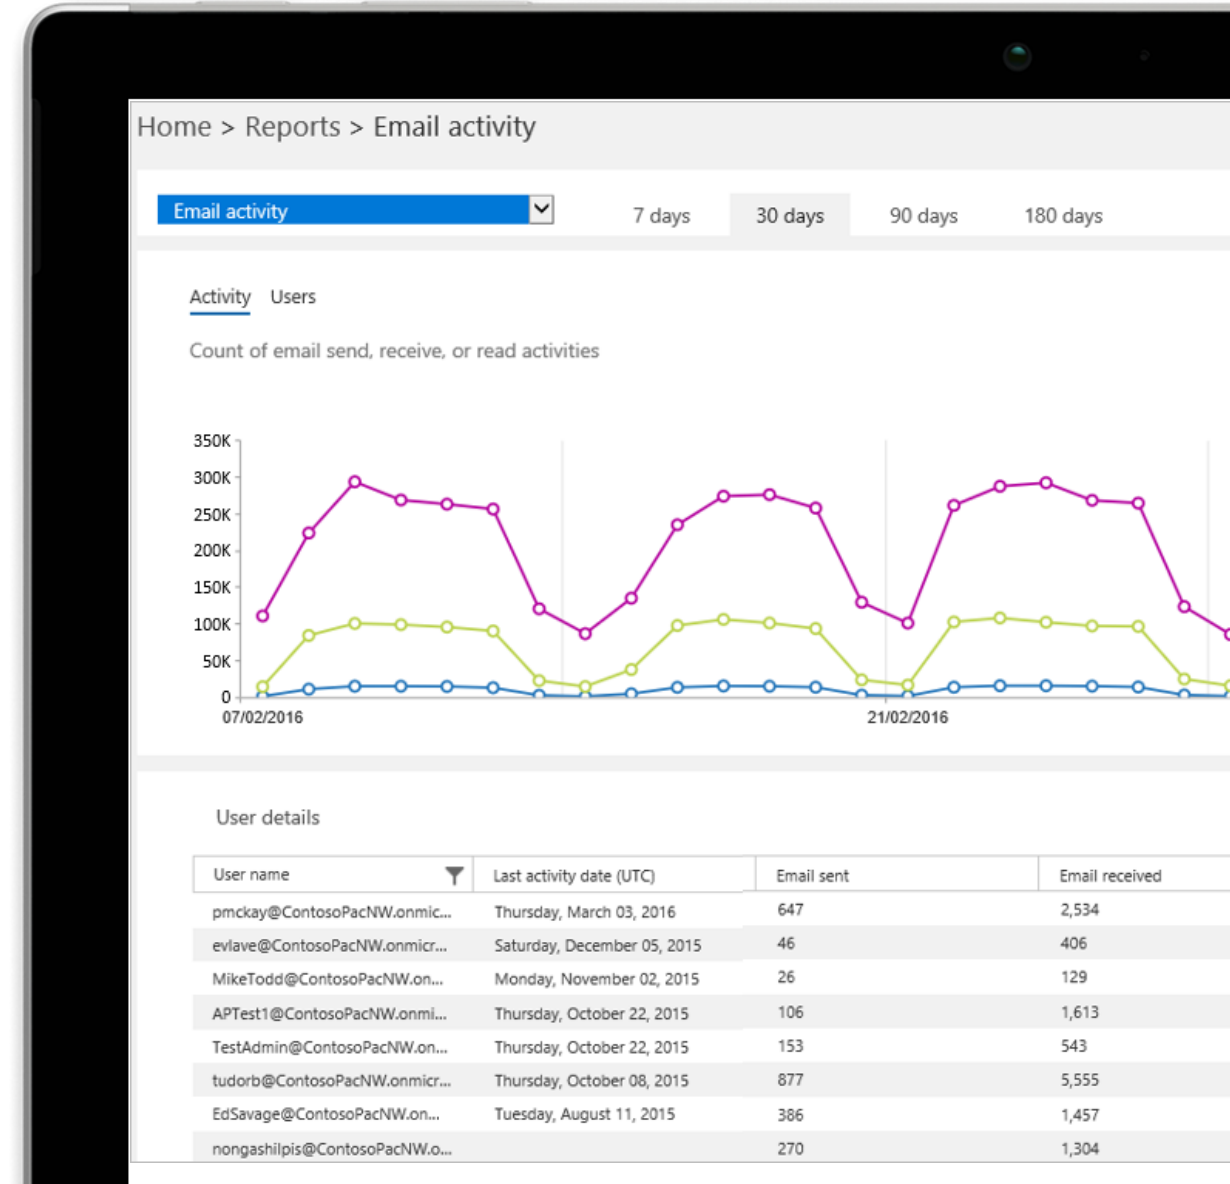 Home > Reports > Email activity
Email activity 7 days 30 days 90 days 180 days
Activity Users
Count of email send, receive, or read activities
350K
300K
250K
200K
150K
100K
50K
0
07/02/2016 21/02/2016
User details
User name Last activity date (UTC) Email sent Email received
pmckay@ContosoPacNW.onmic... Thursday, March 03, 2016 647 2,534
evlave@ContosoPacNW.onmicr... Saturday, December 05, 2015 46 406
MikeTodd@ContosoPacNW.on... Monday, November 02, 2015 26 129
APTest1@ContosoPacNW.onmi... Thursday, October 22, 2015 106 1,613
TestAdmin@ContosoPacNW.on... Thursday, October 22, 2015 153 543
tudorb@ContosoPacNW.onmicr... Thursday, October 08, 2015 877 5,555
EdSavage@ContosoPacNW.on... Tuesday, August 11, 2015 386 1,457
nongashilpis@ContosoPacNW.o... 270 1,304